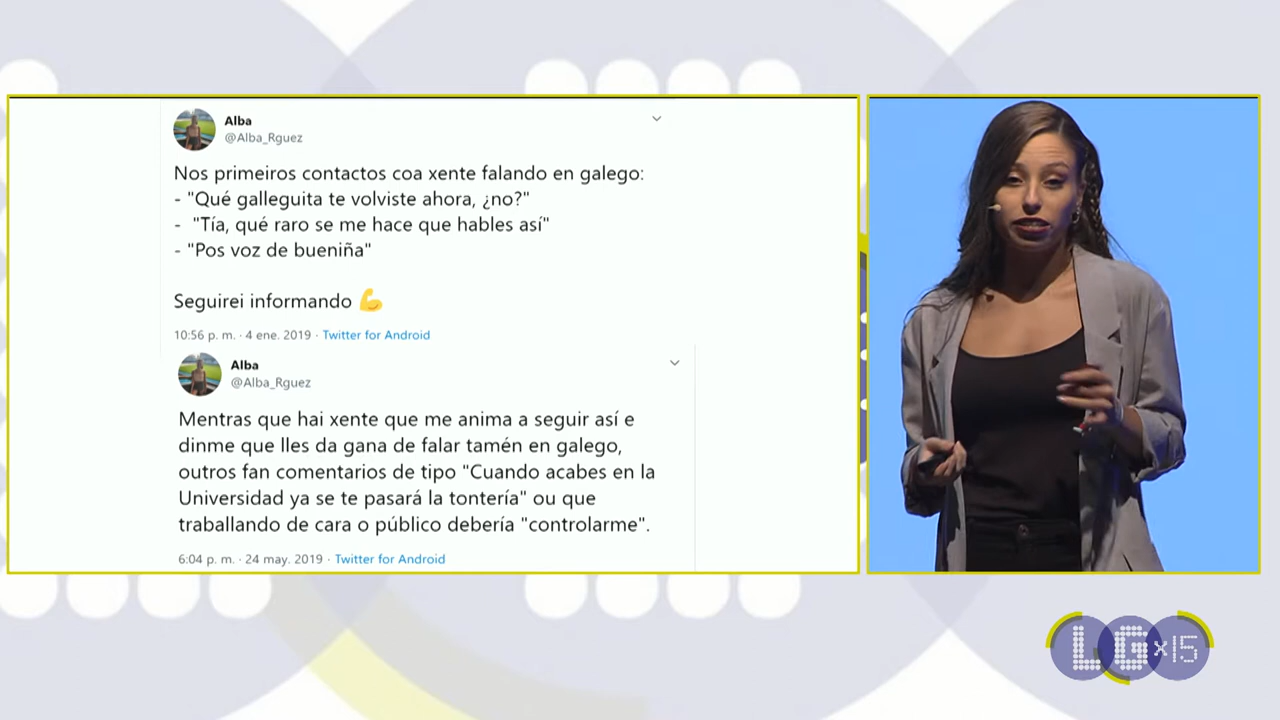 Alba
@Alba_Rguez
Nos primeiros contactos coa xente falando en galego:
- "Qué galleguita te volviste ahora, ¿no?"
- "Tía, qué raro se me hace que hables así"
- "Pos voz de bueniña"
Seguirei informando 💪
10:56 p. m. · 4 ene. 2019 · Twitter for Android
Alba
@Alba_Rguez
Mentras que hai xente que me anima a seguir así e
dinme que lles da gana de falar tamén en galego,
outros fan comentarios de tipo "Cuando acabes en la
Universidad ya se te pasará la tontería" ou que
traballando de cara o público debería "controlarme".
6:04 p. m. · 24 may. 2019 · Twitter for Android
LG x15